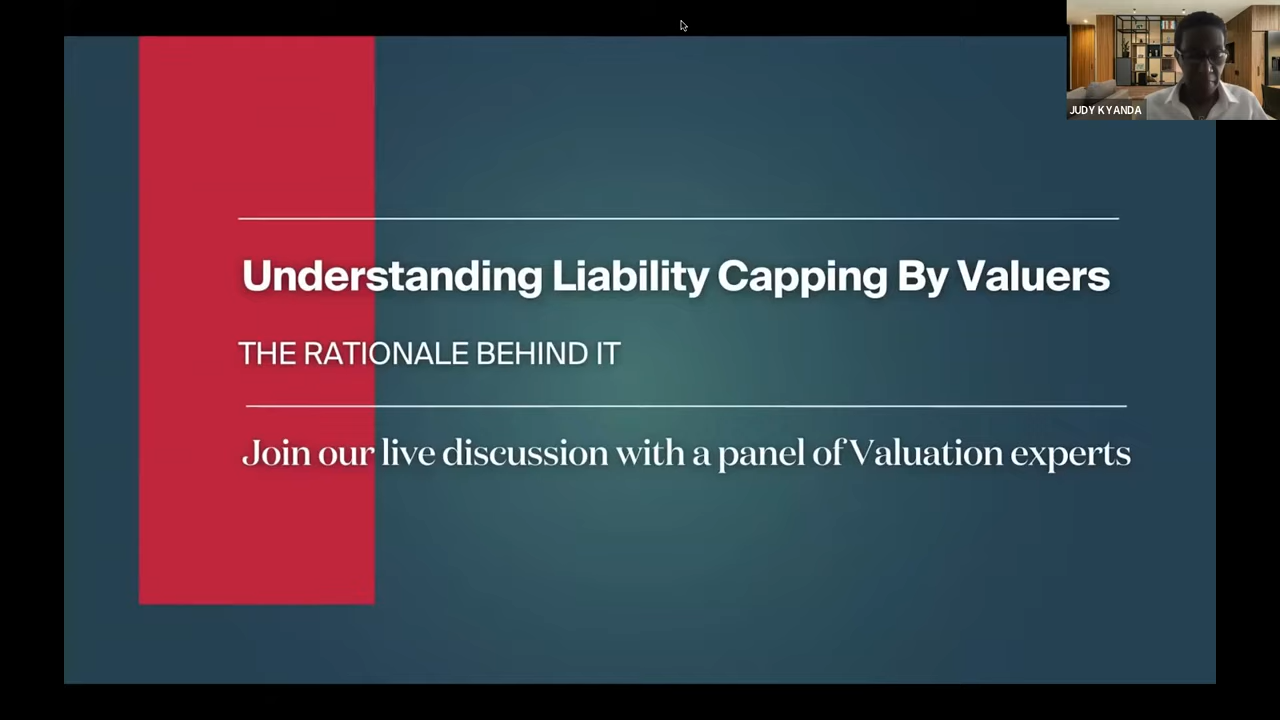 JUDY KYANDA
Understanding Liability Capping By Valuers
THE RATIONALE BEHIND IT
Join our live discussion with a panel of Valuation experts